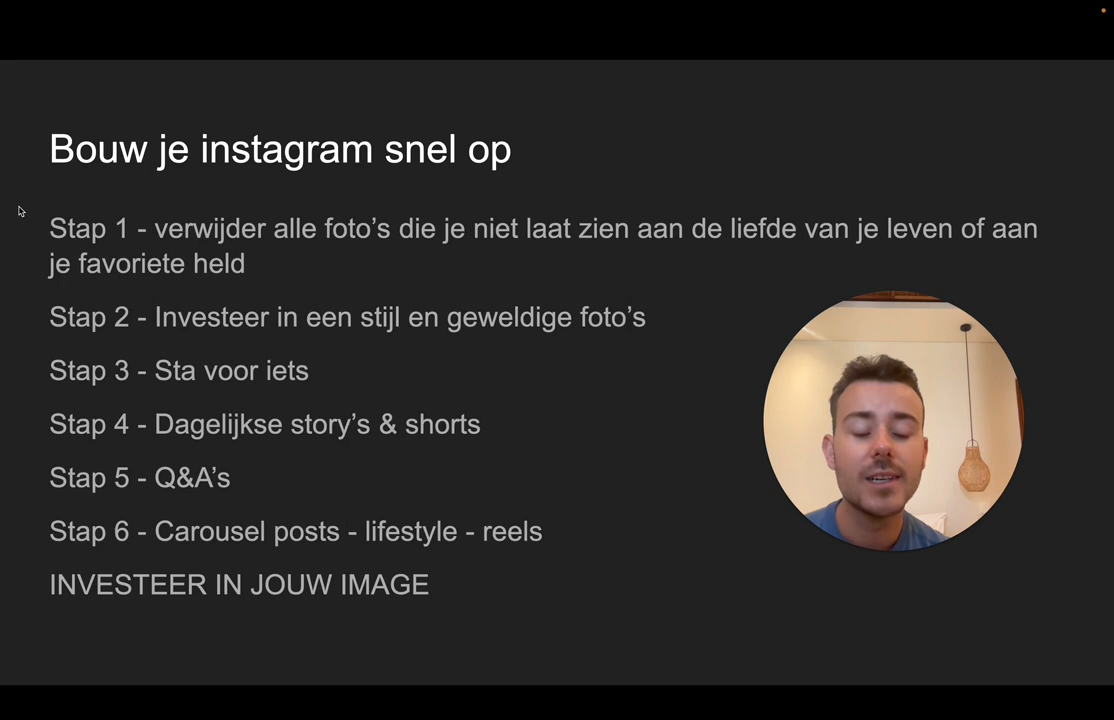 Bouw je instagram snel op
Stap 1 - verwijder alle foto’s die je niet laat zien aan de liefde van je leven of aan
je favoriete held
Stap 2 - Investeer in een stijl en geweldige foto’s
Stap 3 - Sta voor iets
Stap 4 - Dagelijkse story’s & shorts
Stap 5 - Q&A’s
Stap 6 - Carousel posts - lifestyle - reels
INVESTEER IN JOUW IMAGE